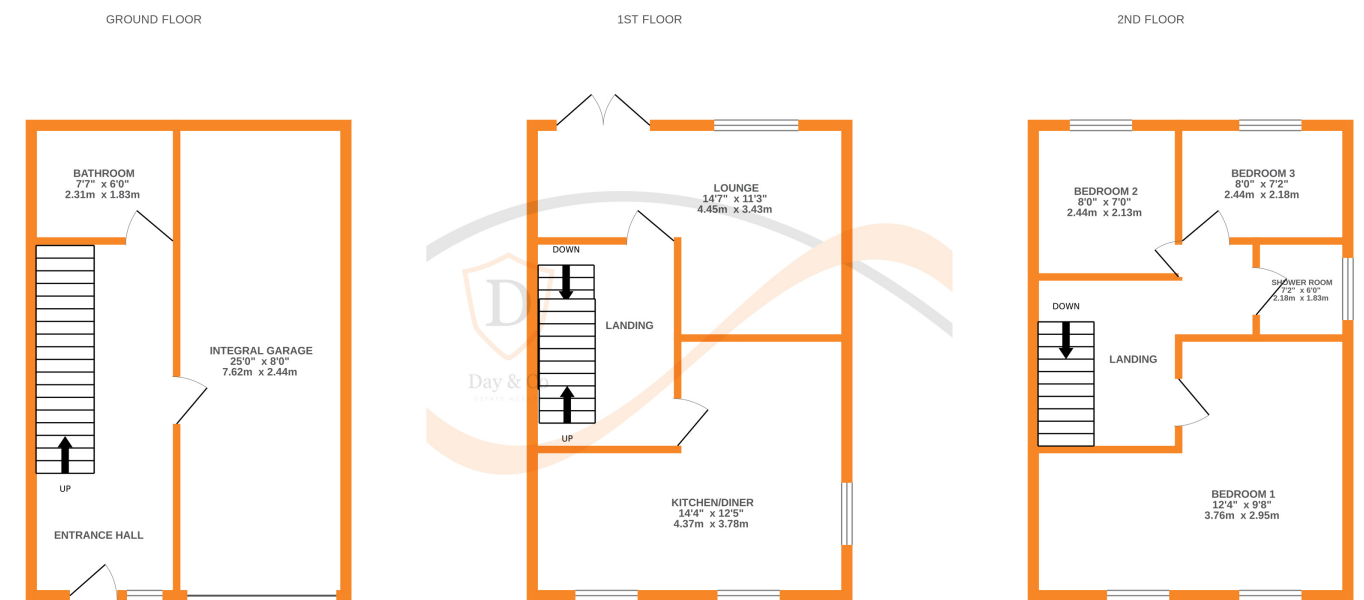 GROUND FLOOR
1ST FLOOR
2ND FLOOR
BATHROOM
7'7" x 6'0"
2.31m x 1.83m
UP
ENTRANCE HALL
INTEGRAL GARAGE
25'0" x 8'0"
7.62m x 2.44m
LOUNGE
14'7" x 11'3"
4.45m x 3.43m
DOWN
LANDING
UP
KITCHEN/DINER
14'4" x 12'5"
4.37m x 3.78m
D
Day & Co
BEDROOM 2
8'0" x 7'0"
2.44m x 2.13m
BEDROOM 3
8'0" x 7'2"
2.44m x 2.18m
SHOWER ROOM
7'2" x 6'0"
2.18m x 1.83m
DOWN
LANDING
BEDROOM 1
12'4" x 9'8"
3.76m x 2.95m